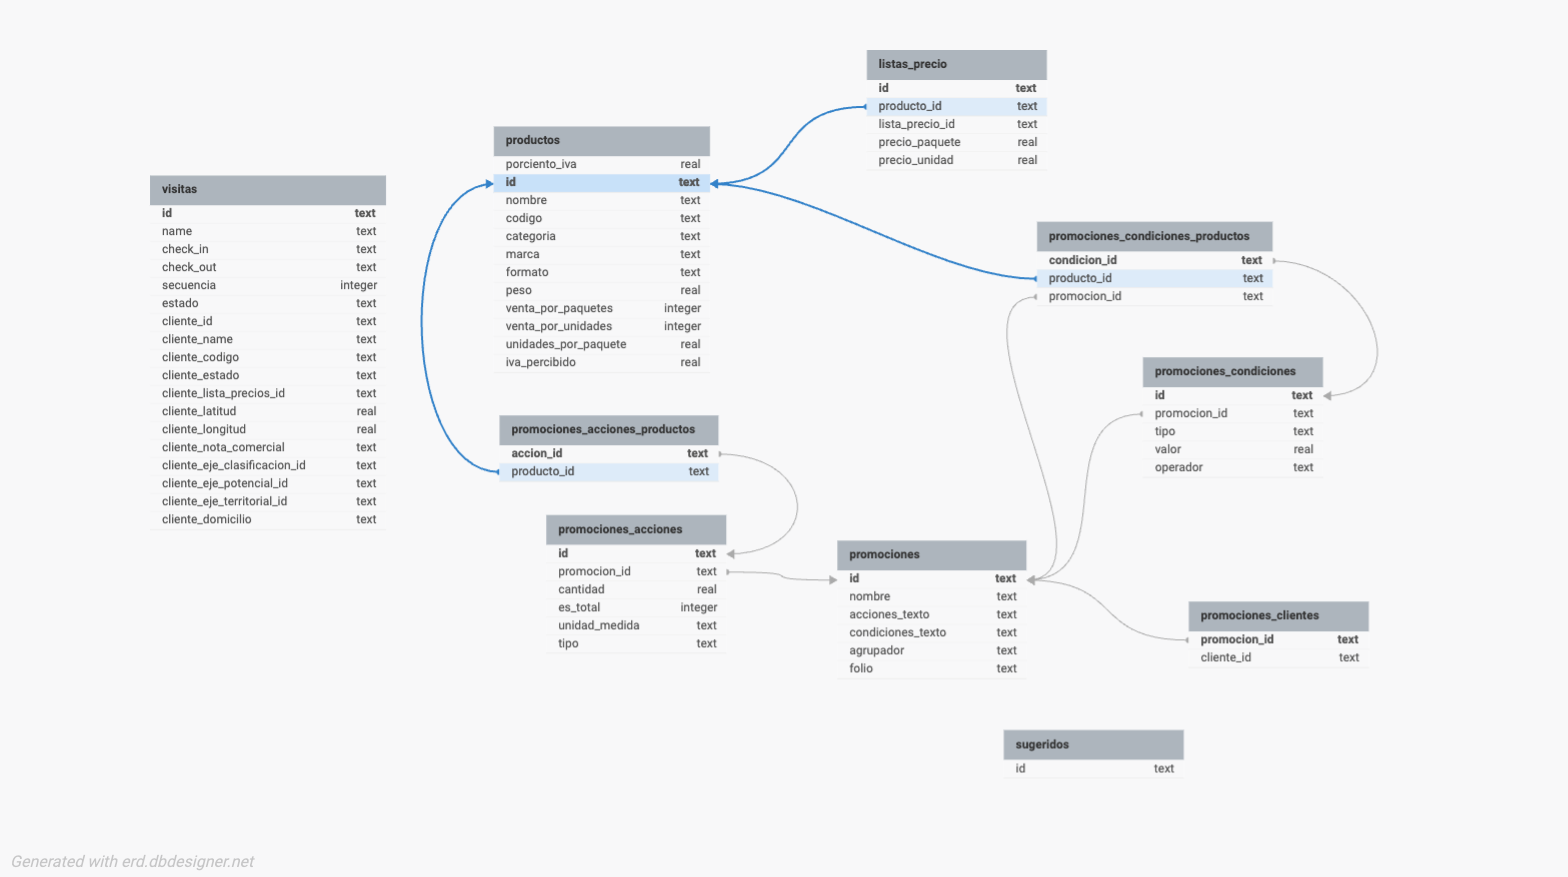 listas_precio
id text
producto_id text
lista_precio_id text
precio_paquete real
precio_unidad real
productos
porciento_iva real
id text
nombre text
codigo text
categoria text
marca text
formato text
peso real
venta_por_paquetes integer
venta_por_unidades integer
unidades_por_paquete real
iva_percibido real
visitas
id text
name text
check_in text
check_out text
secuencia integer
estado text
cliente_id text
cliente_name text
cliente_codigo text
cliente_estado text
cliente_lista_precios_id text
cliente_latitud real
cliente_longitud real
cliente_nota_comercial text
cliente_eje_clasificacion_id text
cliente_eje_potencial_id text
cliente_eje_territorial_id text
cliente_domicilio text
promociones_condiciones_productos
condicion_id text
producto_id text
promocion_id text
promociones_condiciones
id text
promocion_id text
tipo text
valor real
operador text
promociones_acciones_productos
accion_id text
producto_id text
promociones_acciones
id text
promocion_id text
cantidad real
es_total integer
unidad_medida text
tipo text
promociones
id text
nombre text
acciones_texto text
condiciones_texto text
agrupador text
folio text
promociones_clientes
promocion_id text
cliente_id text
sugeridos
id text
Generated with erd.dbdesigner.net